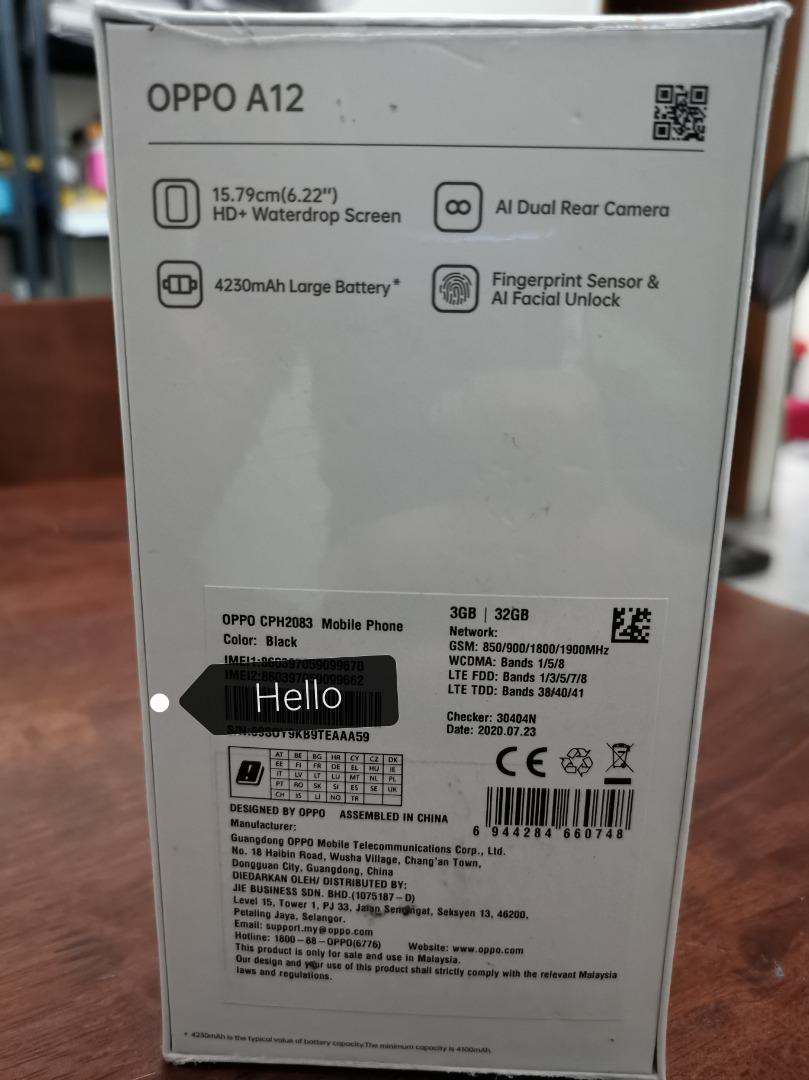 OPPO A12
15.79cm(6.22")
HD+ Waterdrop Screen
AI Dual Rear Camera
4230mAh Large Battery*
Fingerprint Sensor &
AI Facial Unlock
OPPO CPH2083 Mobile Phone
Color: Black
IMEI1:860397059099670
IMEI2:860397059099662
Hello
3GB | 32GB
Network:
GSM: 850/900/1800/1900MHz
WCDMA: Bands 1/5/8
LTE FDD: Bands 1/3/5/7/8
LTE TDD: Bands 38/40/41
Checker: 30404N
Date: 2020.07.23
AT BE BG HR CY CZ DK
EE FI FR DE EL HU IE
IT LV LT LU MT NL PL
PT RO SK SI ES SE UK
CH IS LI NO TR
CE
6 944284 660748
DESIGNED BY OPPO ASSEMBLED IN CHINA
Manufacturer:
Guangdong OPPO Mobile Telecommunications Corp., Ltd.
No. 18 Haibin Road, Wusha Village, Chang'an Town,
Dongguan City, Guangdong, China
DIEDARKAN OLEH/ DISTRIBUTED BY:
JIE BUSINESS SDN. BHD.(1075187-D)
Level 15, Tower 1, PJ 33, Jalan Semangat, Seksyen 13, 46200,
Petaling Jaya, Selangor.
Email: support.my@oppo.com
Hotline: 1800-88-OPPO(6776) Website: www.oppo.com
This product is only for sale and use in Malaysia.
Our design and your use of this product shall strictly comply with the relevant Malaysia
laws and regulations.
* 4230mAh is the typical value of battery capacity.The minimum capacity is 4100mAh.